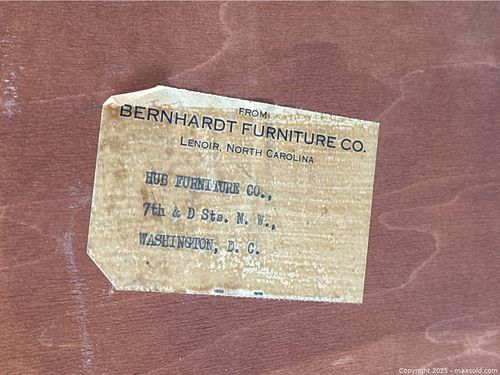 FROM
BERNHARDT FURNITURE CO.
LENOIR, NORTH CAROLINA
HUB FURNITURE CO.,
7th & D Sts. N. W.,
WASHINGTON, D. C.
Copyright 2025 - maxsold.com